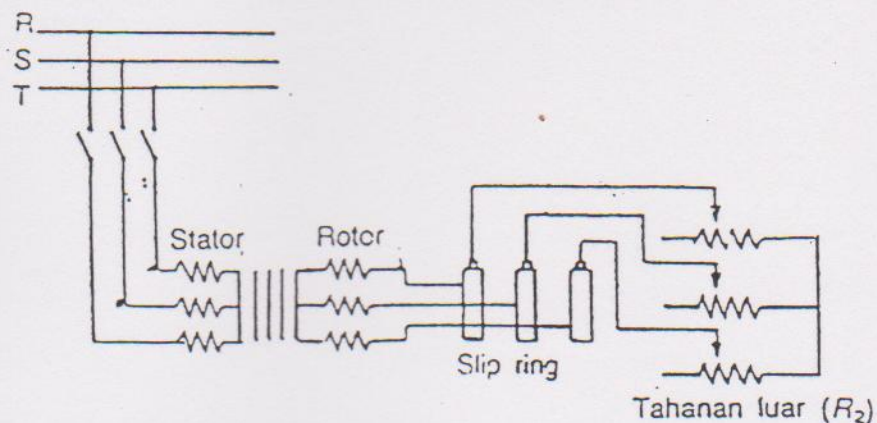 R
S
T
Stator
Rotor
Slip ring
Tahanan luar (R₂)